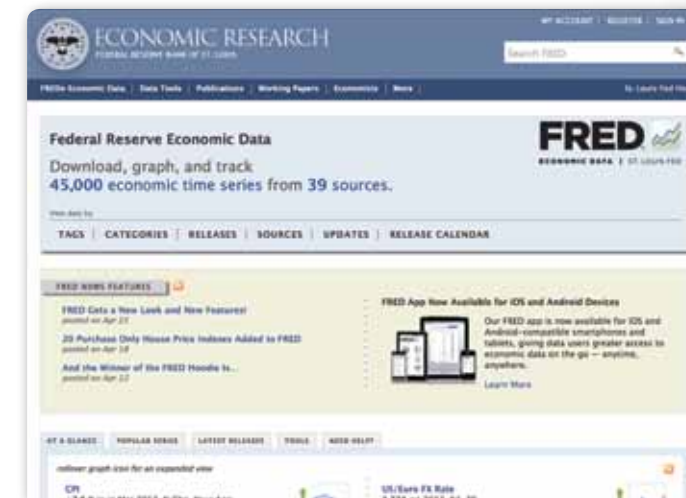 MY ACCOUNT | REGISTER | SIGN IN
ECONOMIC RESEARCH
FEDERAL RESERVE BANK OF ST. LOUIS
Search FRED
FRED® Economic Data | Data Tools | Publications | Working Papers | Economists | More |
St. Louis Fed
Federal Reserve Economic Data
Download, graph, and track
45,000 economic time series from 39 sources.
FRED
ECONOMIC DATA | ST. LOUIS FED
View data by
TAGS | CATEGORIES | RELEASES | SOURCES | UPDATES | RELEASE CALENDAR
FRED NEWS FEATURES
FRED Gets a New Look and New Features!
posted on Apr
20 Purchase Only House Price Indexes Added to FRED
posted on Apr 18
And the Winner of the FRED Hoodie Is...
posted on Apr 12
FRED App Now Available for iOS and Android Devices
Our FRED app is now available for iOS and
Android-compatible smartphones and
tablets, giving data users greater access to
economic data on the go — anytime,
anywhere.
Learn More
AT A GLANCE
POPULAR SERIES
LATEST RELEASES
TOOLS
NEED HELP?
rollover graph icon for an expanded view
CPI
US/Euro FX Rate